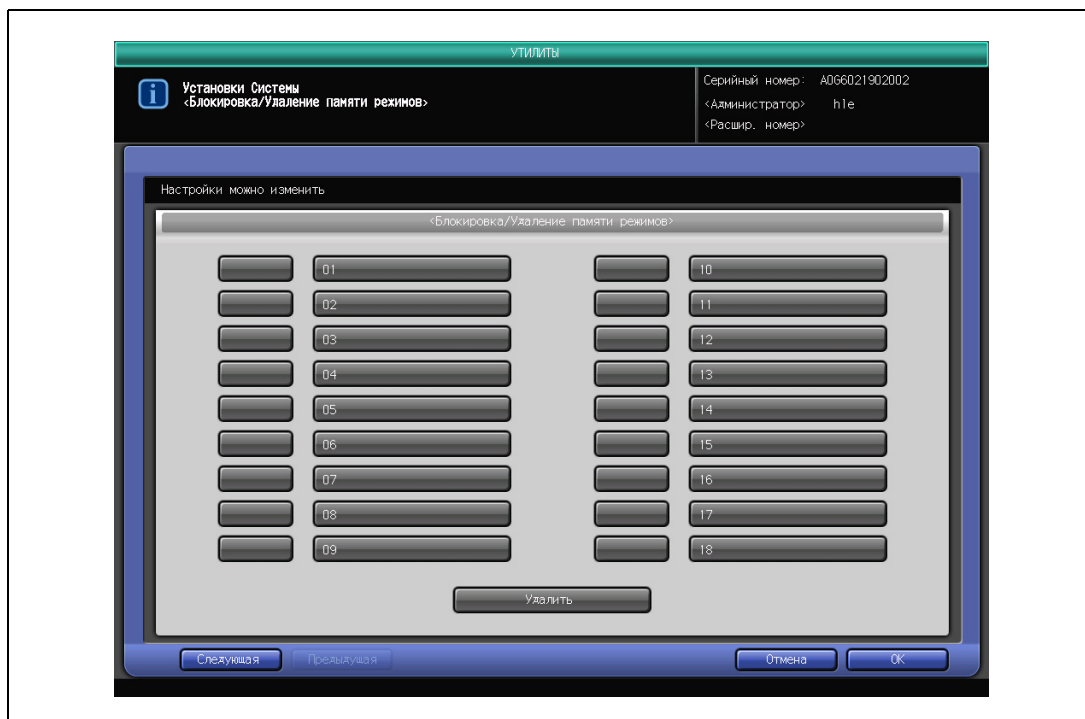 УТИЛИТЫ
Установки Системы
<Блокировка/Удаление памяти режимов>
Серийный номер: A0G6021902002
<Администратор> hle
<Расшир. номер>
Настройки можно изменить
<Блокировка/Удаление памяти режимов>
01 10
02 11
03 12
04 13
05 14
06 15
07 16
08 17
09 18
Удалить
Следующая Предыдущая Отмена OK